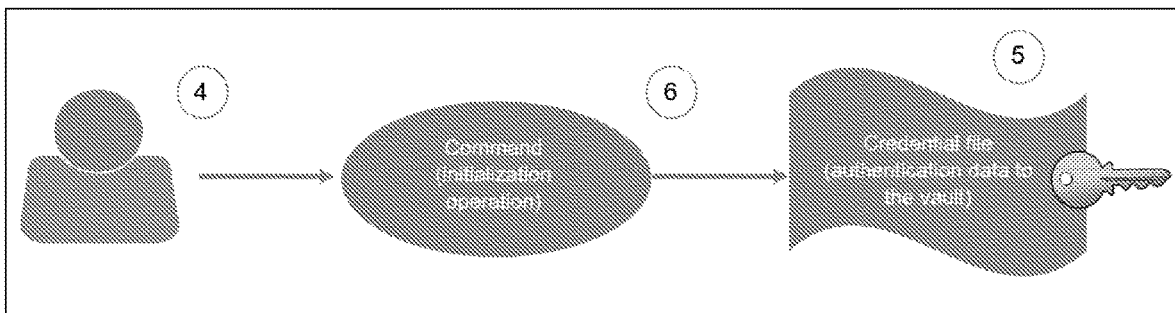 4
6
5
Command
(initialization
operation)
Credential file
(authentication data to
the vault)